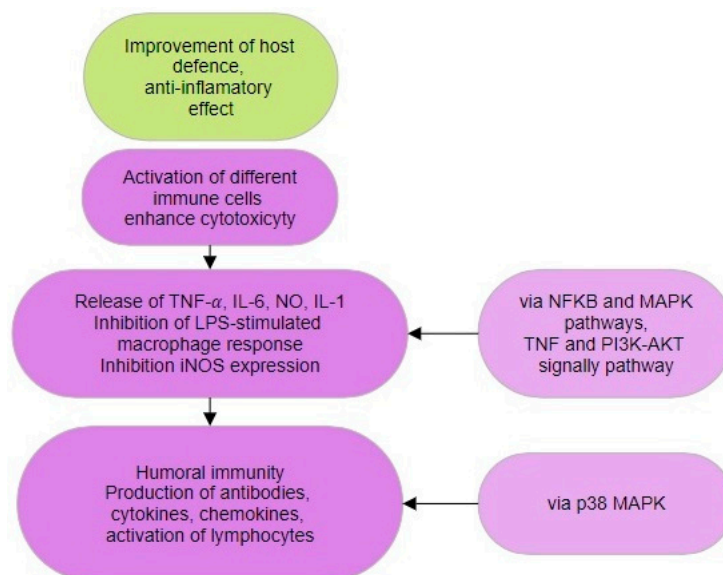 Improvement of host
defence,
anti-inflamatory
effect
Activation of different
immune cells
enhance cytotoxicyty
Release of TNF-α, IL-6, NO, IL-1
Inhibition of LPS-stimulated
macrophage response
Inhibition iNOS expression
via NFKB and MAPK
pathways,
TNF and PI3K-AKT
signally pathway
Humoral immunity
Production of antibodies,
cytokines, chemokines,
activation of lymphocytes
via p38 MAPK